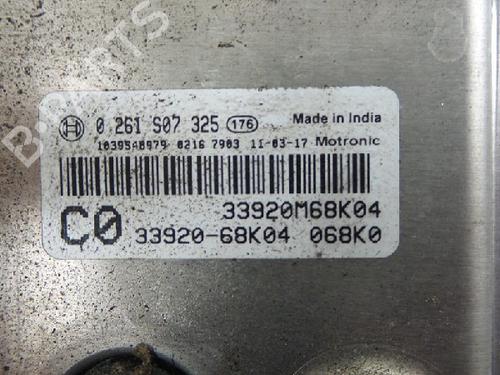 0 261 S07 325 176 Made in India
1039S40979 0216 7903 11-03-17 Motronic
33920M68K04
C0 33920-68K04 068K0
B-PARTS